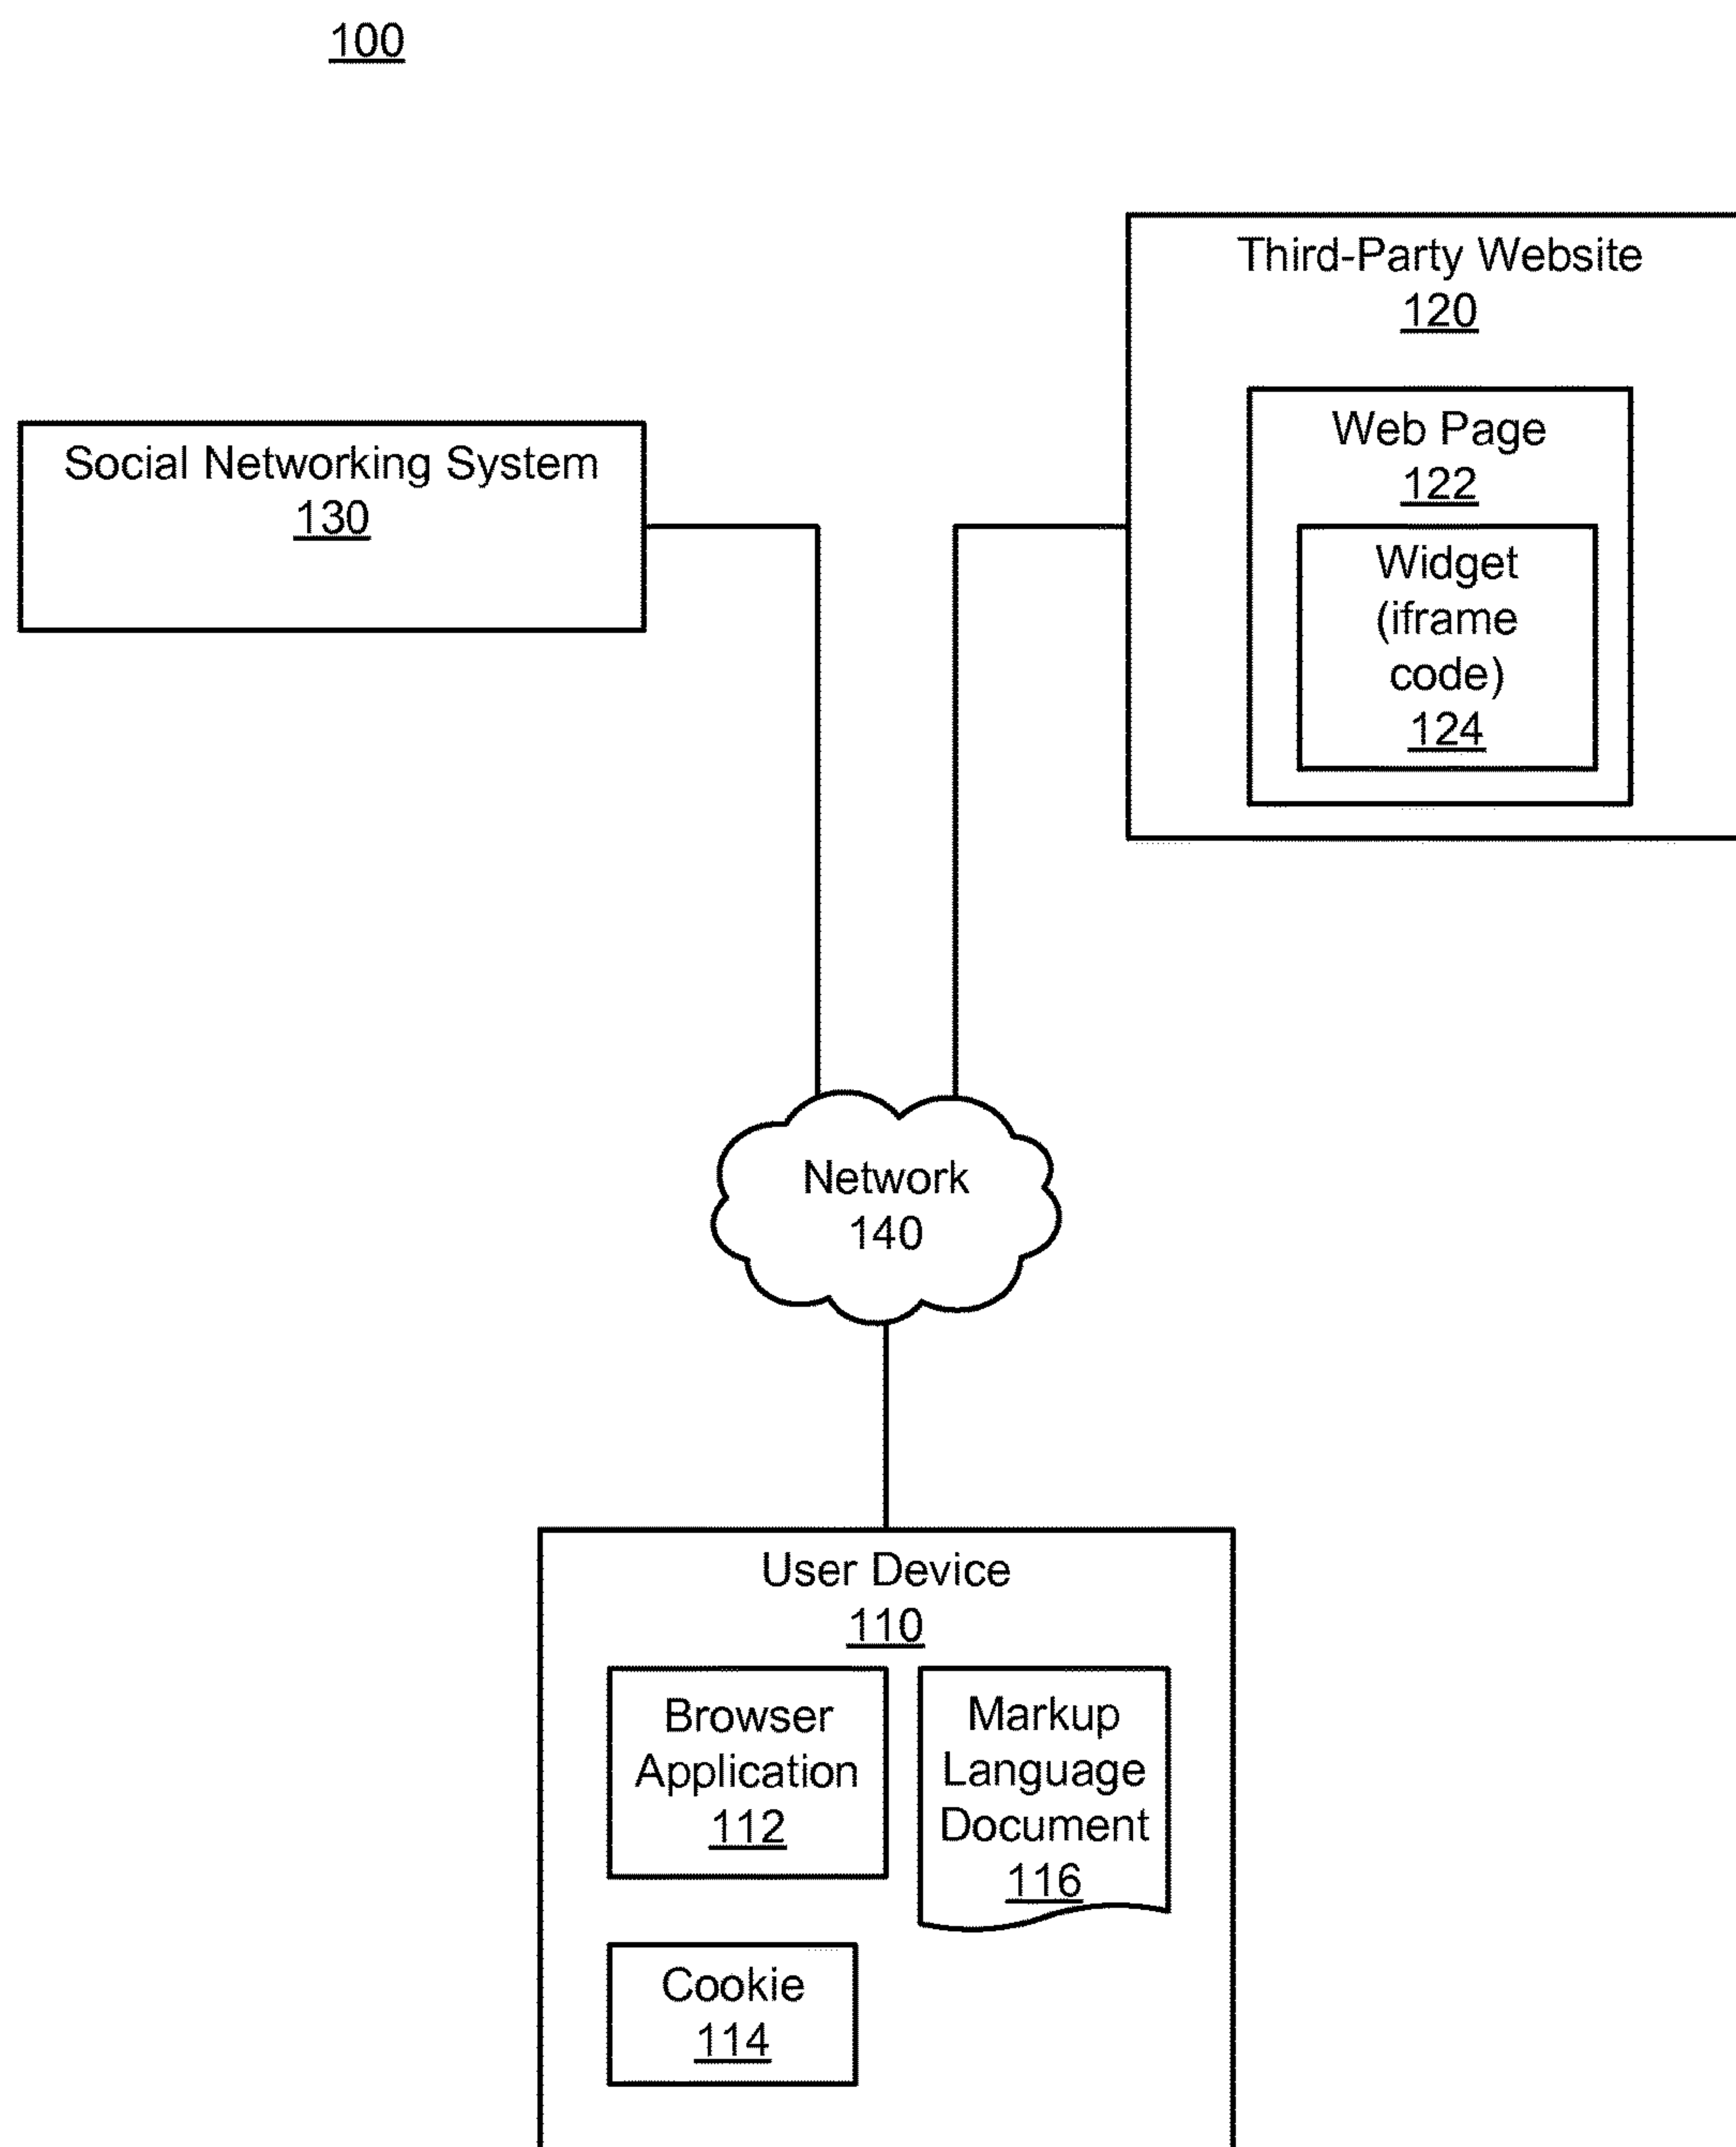 100
Third-Party Website
120
Web Page
122
Widget
(iframe
code)
124
Social Networking System
130
Network
140
User Device
110
Browser
Application
112
Markup
Language
Document
116
Cookie
114